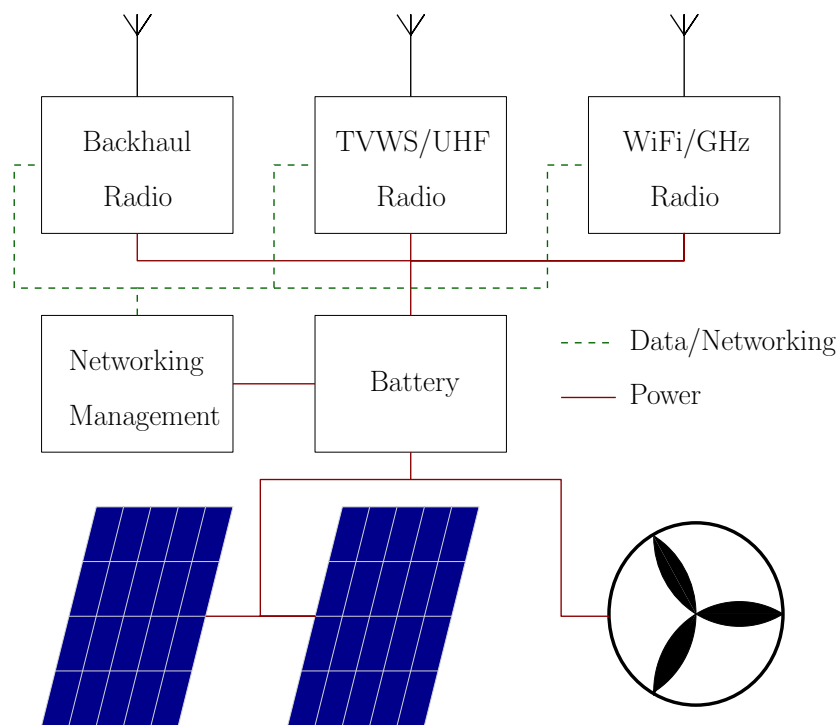 Backhaul
Radio
TVWS/UHF
Radio
WiFi/GHz
Radio
Networking
Management
Battery
Data/Networking
Power